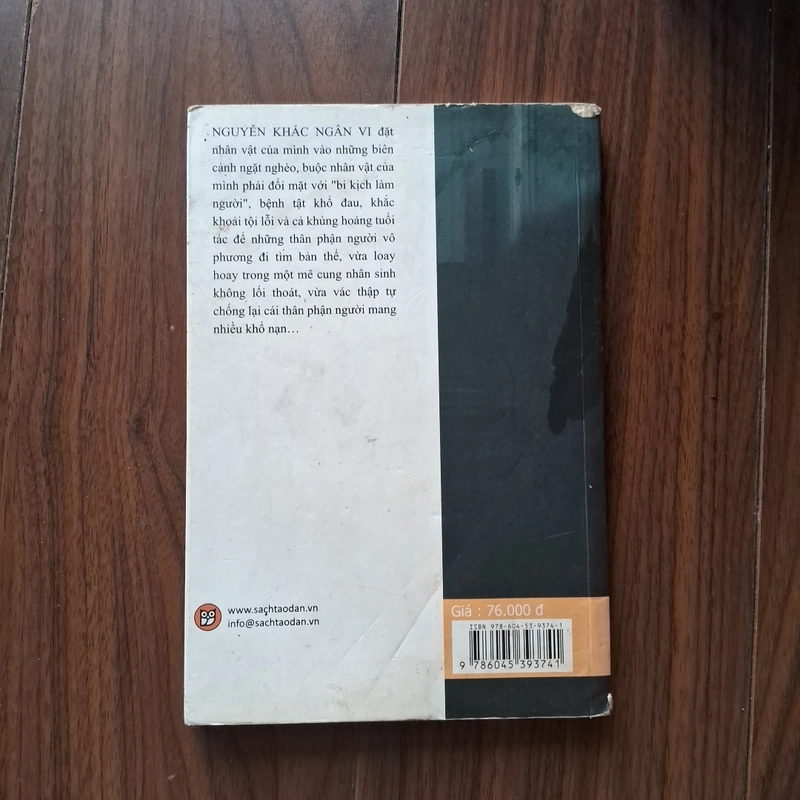 NGUYỄN KHẮC NGÂN VI đặt
nhân vật của mình vào những biên
cảnh ngặt nghèo, buộc nhân vật của
mình phải đối mặt với "bi kịch làm
người", bệnh tật khổ đau, khắc
khoải tội lỗi và cả khủng hoảng tuổi
tác để những thân phận người vô
phương đi tìm bản thể, vừa loay
hoay trong một mê cung nhân sinh
không lối thoát, vừa vác thập tự
chống lại cái thân phận người mang
nhiều khổ nạn...
www.sachtaodan.vn
info@sachtaodan.vn
Giá : 76.000 đ
ISBN 978-604-53-9374-1
9 786045 393741